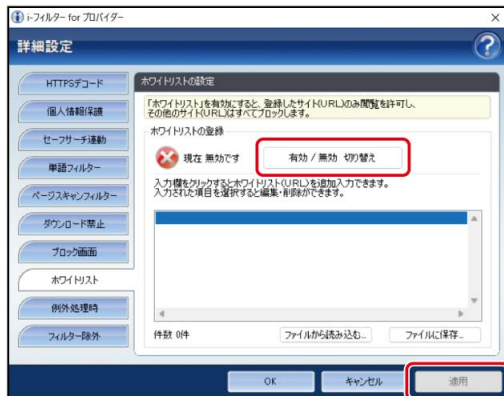 i-フィルター for プロバイダー
詳細設定
?
HTTPSデコード
個人情報保護
セーフサーチ連動
単語フィルター
ページスキャンフィルター
ダウンロード禁止
ブロック画面
ホワイトリスト
例外処理時
フィルター除外
ホワイトリストの設定
「ホワイトリスト」を有効にすると、登録したサイト(URL)のみ閲覧を許可し、
その他のサイト(URL)はすべてブロックします。
ホワイトリストの登録
現在 無効です
有効 / 無効 切り替え
入力欄をクリックするとホワイトリスト(URL)を追加入力できます。
入力された項目を選択すると編集・削除ができます。
件数 0件
ファイルから読み込む...
ファイルに保存...
OK
キャンセル
適用